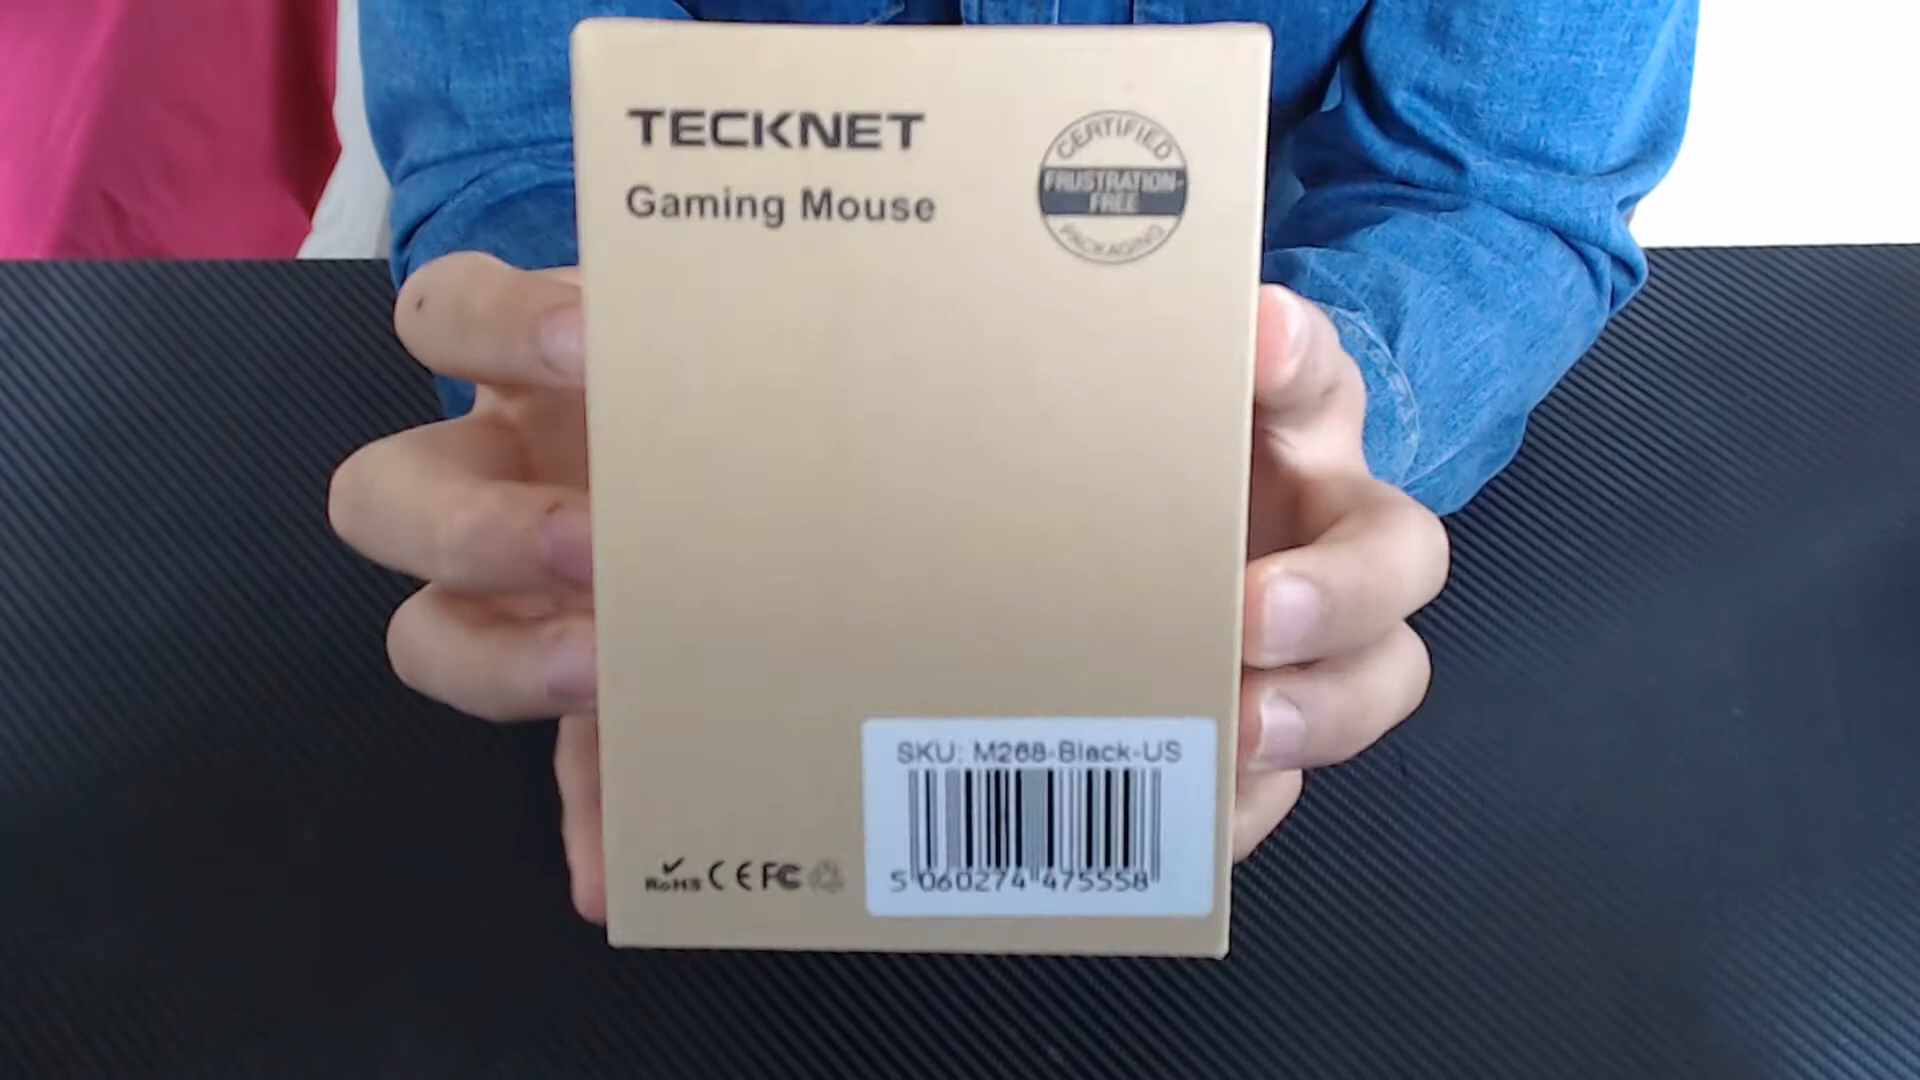 TECKNET
Gaming Mouse
CERTIFIED
FRUSTRATION-
FREE
PACKAGING
SKU: M268-Black-US
5 060274 475558
RoHS CE FC